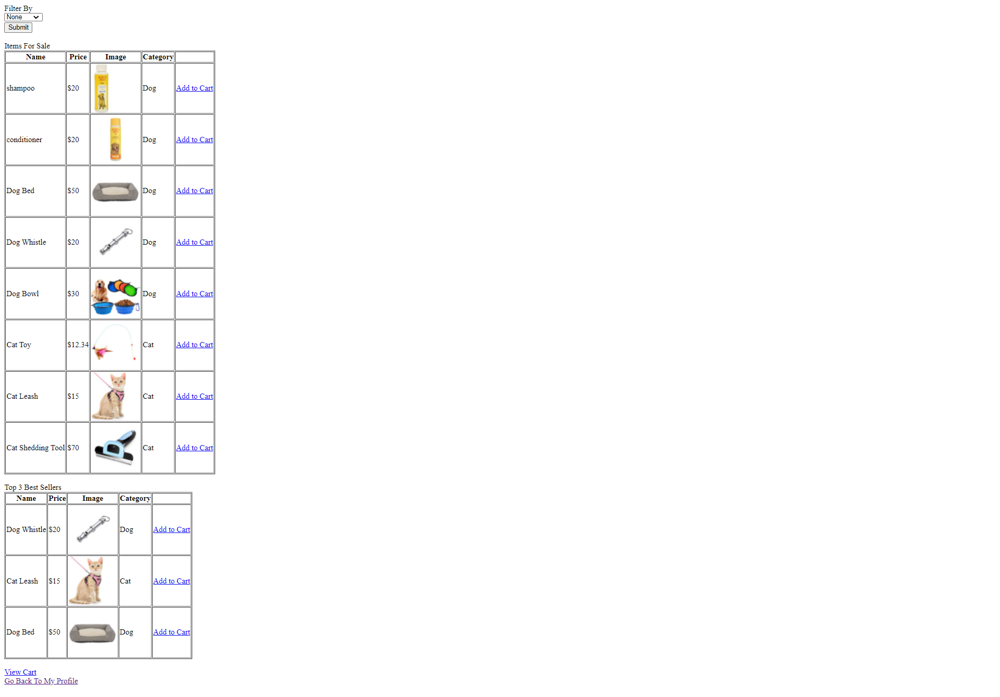 Filter By
None
Submit
Items For Sale
Name Price Image Category
shampoo $20 Dog Add to Cart
conditioner $20 Dog Add to Cart
Dog Bed $50 Dog Add to Cart
Dog Whistle $20 Dog Add to Cart
Dog Bowl $30 Dog Add to Cart
Cat Toy $12.34 Cat Add to Cart
Cat Leash $15 Cat Add to Cart
Cat Shedding Tool $70 Cat Add to Cart
Top 3 Best Sellers
Name Price Image Category
Dog Whistle $20 Dog Add to Cart
Cat Leash $15 Cat Add to Cart
Dog Bed $50 Dog Add to Cart
View Cart
Go Back To My Profile